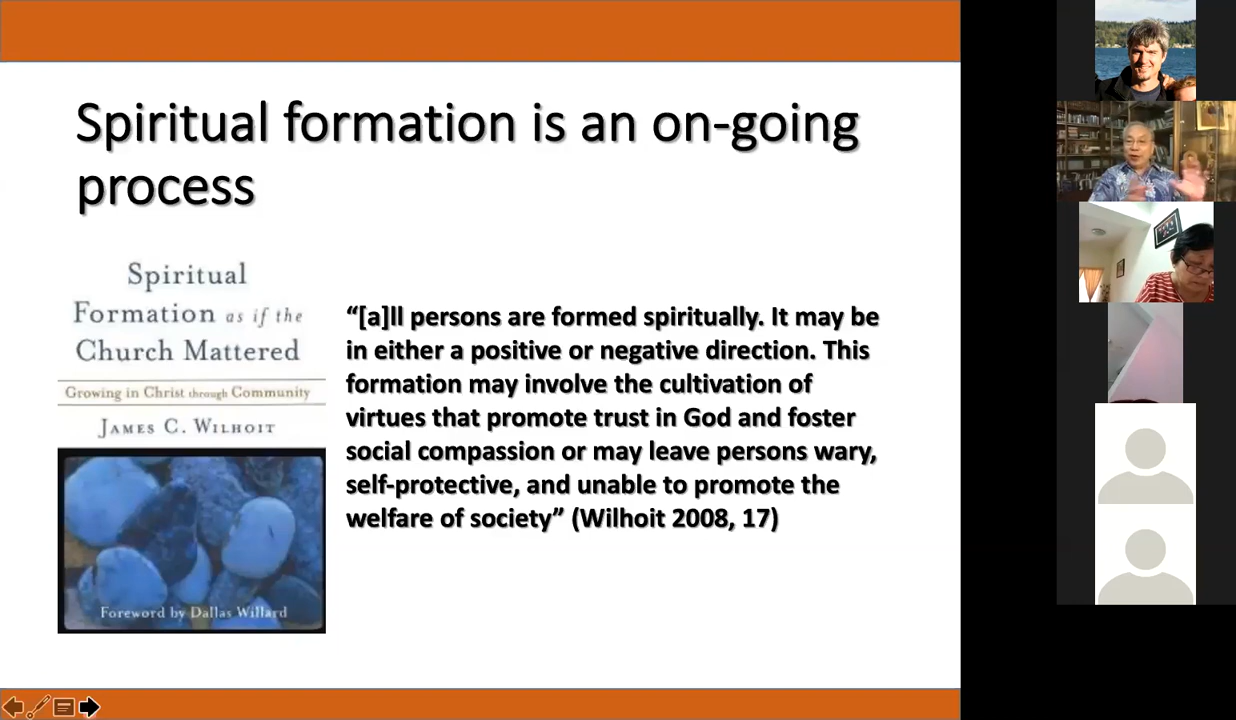 Spiritual formation is an on-going
process
Spiritual
Formation as if the
Church Mattered
Growing in Christ through Community
James C. Wilhoit
Foreword by Dallas Willard
“[a]ll persons are formed spiritually. It may be
in either a positive or negative direction. This
formation may involve the cultivation of
virtues that promote trust in God and foster
social compassion or may leave persons wary,
self-protective, and unable to promote the
welfare of society” (Wilhoit 2008, 17)